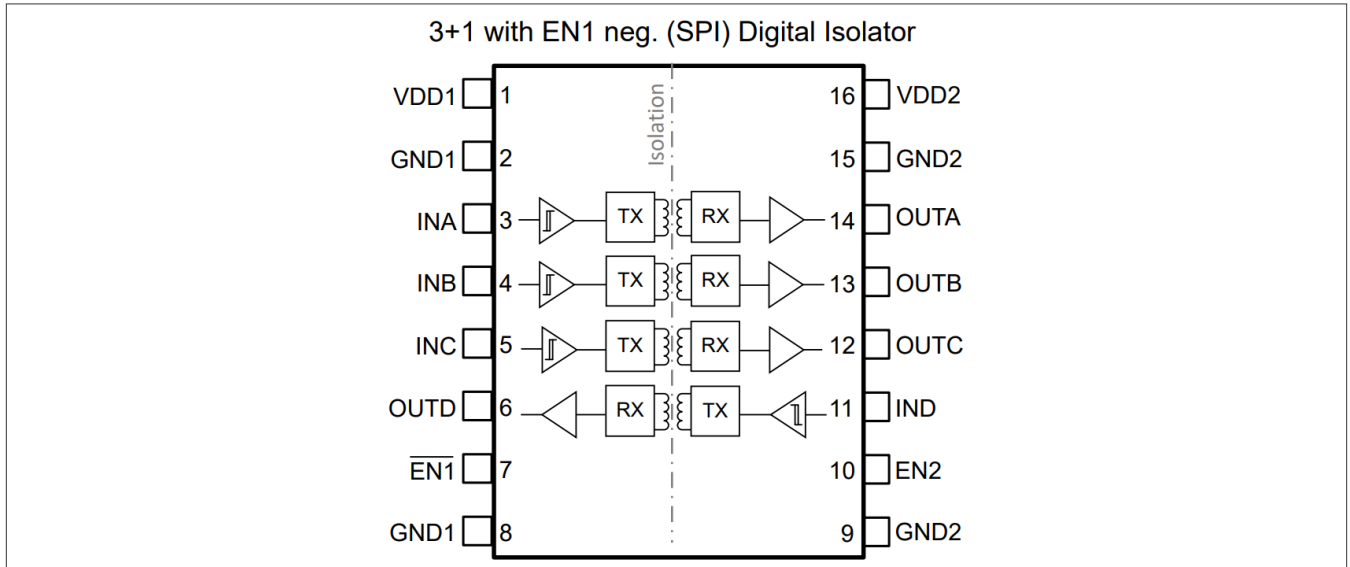 3+1 with EN1 neg. (SPI) Digital Isolator
Isolation
VDD1 1 16 VDD2
GND1 2 15 GND2
INA 3 TX RX 14 OUTA
INB 4 TX RX 13 OUTB
INC 5 TX RX 12 OUTC
OUTD 6 RX TX 11 IND
EN1 7 10 EN2
GND1 8 9 GND2